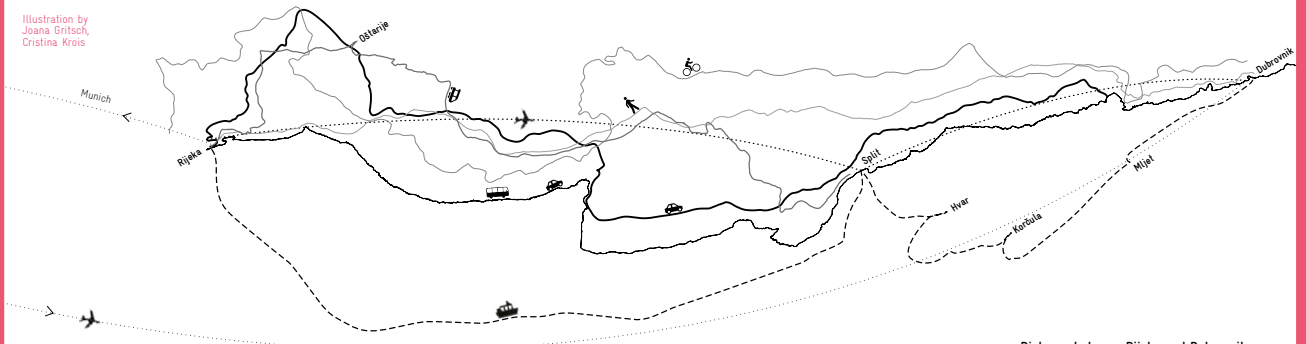 Illustration by
Joana Gritsch,
Cristina Krois
Oštarije
Dubrovnik
Munich
Rijeka
Split
Mljet
Hvar
Korčula